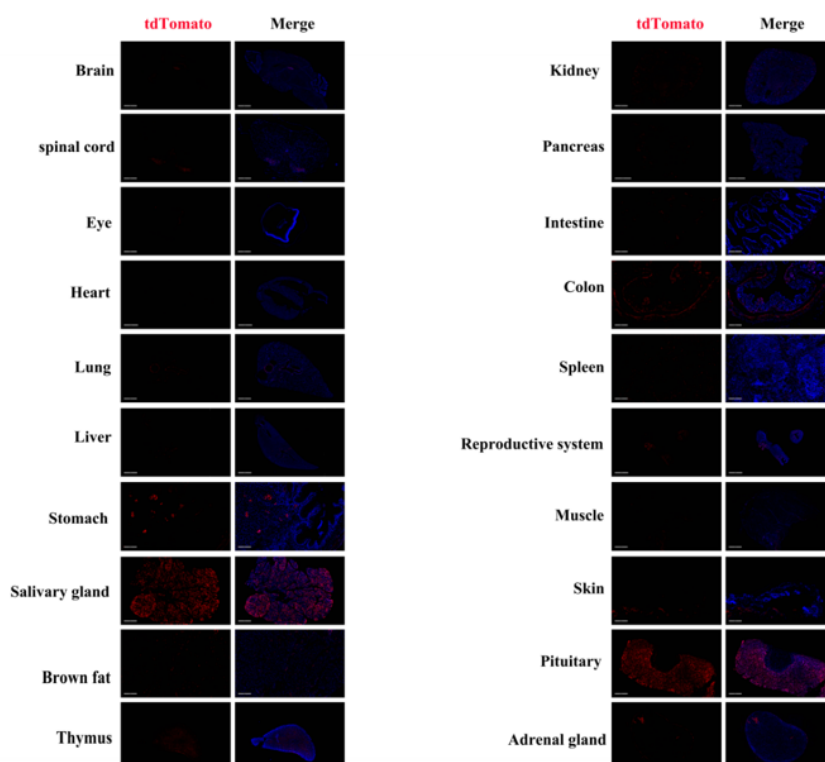 tdTomato Merge
Brain
spinal cord
Eye
Heart
Lung
Liver
Stomach
Salivary gland
Brown fat
Thymus
tdTomato Merge
Kidney
Pancreas
Intestine
Colon
Spleen
Reproductive system
Muscle
Skin
Pituitary
Adrenal gland